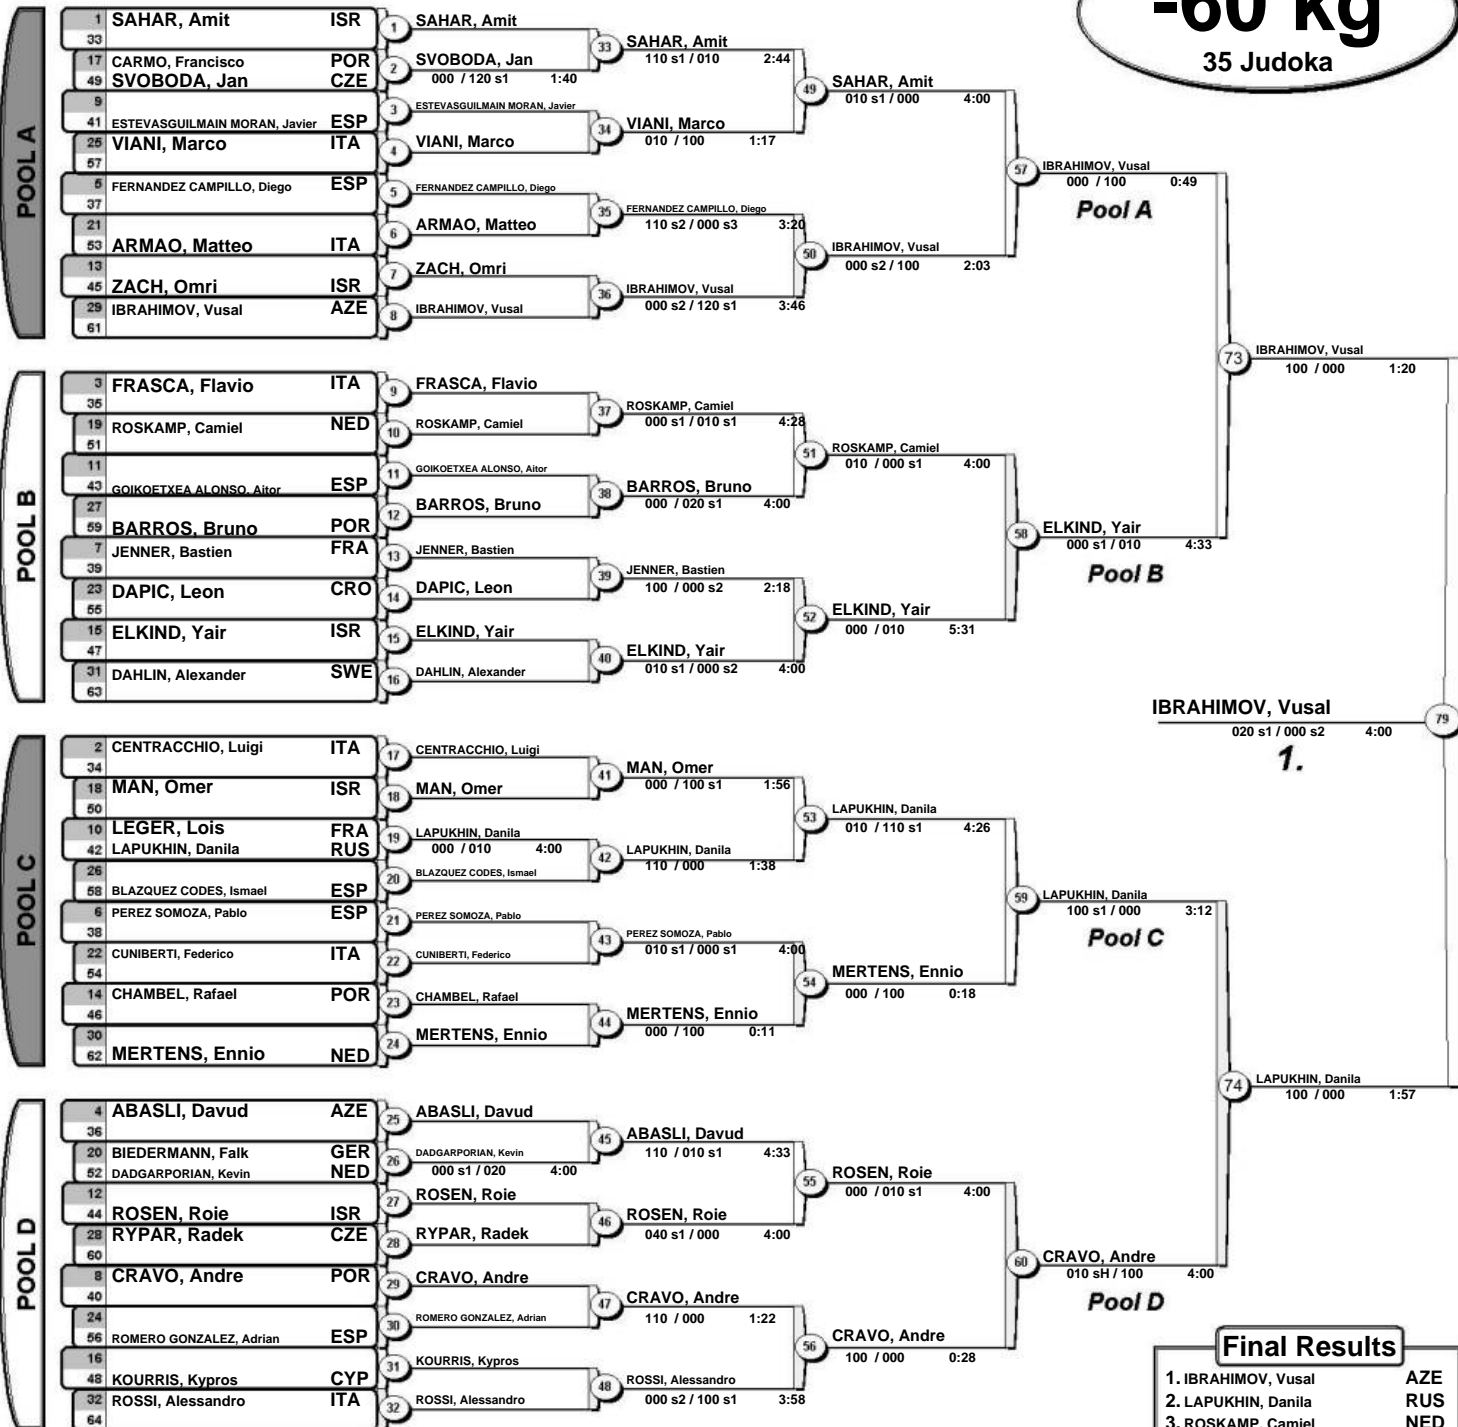 -60 kg
35 Judoka
POOL A
1 SAHAR, Amit ISR
33
17 CARMO, Francisco POR
49 SVOBODA, Jan CZE
9
41 ESTEVASGUILMAIN MORAN, Javier ESP
25 VIANI, Marco ITA
57
5 FERNANDEZ CAMPILLO, Diego ESP
37
21
53 ARMAO, Matteo ITA
13
45 ZACH, Omri ISR
29 IBRAHIMOV, Vusal AZE
61
1 SAHAR, Amit
2 SVOBODA, Jan
000 / 120 s1 1:40
3 ESTEVASGUILMAIN MORAN, Javier
4 VIANI, Marco
5 FERNANDEZ CAMPILLO, Diego
6 ARMAO, Matteo
7 ZACH, Omri
8 IBRAHIMOV, Vusal
33 SAHAR, Amit
110 s1 / 010 2:44
34 VIANI, Marco
010 / 100 1:17
35 FERNANDEZ CAMPILLO, Diego
110 s2 / 000 s3 3:20
36 IBRAHIMOV, Vusal
000 s2 / 120 s1 3:46
49 SAHAR, Amit
010 s1 / 000 4:00
50 IBRAHIMOV, Vusal
000 s2 / 100 2:03
57 IBRAHIMOV, Vusal
000 / 100 0:49
Pool A
POOL B
3 FRASCA, Flavio ITA
35
19 ROSKAMP, Camiel NED
51
11
43 GOIKOETXEA ALONSO, Aitor ESP
27
59 BARROS, Bruno POR
7 JENNER, Bastien FRA
39
23 DAPIC, Leon CRO
55
15 ELKIND, Yair ISR
47
31 DAHLIN, Alexander SWE
63
9 FRASCA, Flavio
10 ROSKAMP, Camiel
11 GOIKOETXEA ALONSO, Aitor
12 BARROS, Bruno
13 JENNER, Bastien
14 DAPIC, Leon
15 ELKIND, Yair
16 DAHLIN, Alexander
37 ROSKAMP, Camiel
000 s1 / 010 s1 4:28
38 BARROS, Bruno
000 / 020 s1 4:00
39 JENNER, Bastien
100 / 000 s2 2:18
40 ELKIND, Yair
010 s1 / 000 s2 4:00
51 ROSKAMP, Camiel
010 / 000 s1 4:00
52 ELKIND, Yair
000 / 010 5:31
58 ELKIND, Yair
000 s1 / 010 4:33
Pool B
73 IBRAHIMOV, Vusal
100 / 000 1:20
IBRAHIMOV, Vusal 79
020 s1 / 000 s2 4:00
1.
POOL C
2 CENTRACCHIO, Luigi ITA
34
18 MAN, Omer ISR
50
10 LEGER, Lois FRA
42 LAPUKHIN, Danila RUS
26
58 BLAZQUEZ CODES, Ismael ESP
6 PEREZ SOMOZA, Pablo ESP
38
22 CUNIBERTI, Federico ITA
54
14 CHAMBEL, Rafael POR
46
30
62 MERTENS, Ennio NED
17 CENTRACCHIO, Luigi
18 MAN, Omer
19 LAPUKHIN, Danila
000 / 010 4:00
20 BLAZQUEZ CODES, Ismael
21 PEREZ SOMOZA, Pablo
22 CUNIBERTI, Federico
23 CHAMBEL, Rafael
24 MERTENS, Ennio
41 MAN, Omer
000 / 100 s1 1:56
42 LAPUKHIN, Danila
110 / 000 1:38
43 PEREZ SOMOZA, Pablo
010 s1 / 000 s1 4:00
44 MERTENS, Ennio
000 / 100 0:11
53 LAPUKHIN, Danila
010 / 110 s1 4:26
54 MERTENS, Ennio
000 / 100 0:18
59 LAPUKHIN, Danila
100 s1 / 000 3:12
Pool C
POOL D
4 ABASLI, Davud AZE
36
20 BIEDERMANN, Falk GER
52 DADGARPORIAN, Kevin NED
12
44 ROSEN, Roie ISR
28 RYPAR, Radek CZE
60
8 CRAVO, Andre POR
40
24
56 ROMERO GONZALEZ, Adrian ESP
16
48 KOURRIS, Kypros CYP
32 ROSSI, Alessandro ITA
64
25 ABASLI, Davud
26 DADGARPORIAN, Kevin
000 s1 / 020 4:00
27 ROSEN, Roie
28 RYPAR, Radek
29 CRAVO, Andre
30 ROMERO GONZALEZ, Adrian
31 KOURRIS, Kypros
32 ROSSI, Alessandro
45 ABASLI, Davud
110 / 010 s1 4:33
46 ROSEN, Roie
040 s1 / 000 4:00
47 CRAVO, Andre
110 / 000 1:22
48 ROSSI, Alessandro
000 s2 / 100 s1 3:58
55 ROSEN, Roie
000 / 010 s1 4:00
56 CRAVO, Andre
100 / 000 0:28
60 CRAVO, Andre
010 sH / 100 4:00
Pool D
74 LAPUKHIN, Danila
100 / 000 1:57
Final Results
1. IBRAHIMOV, Vusal AZE
2. LAPUKHIN, Danila RUS
3. ROSKAMP, Camiel NED